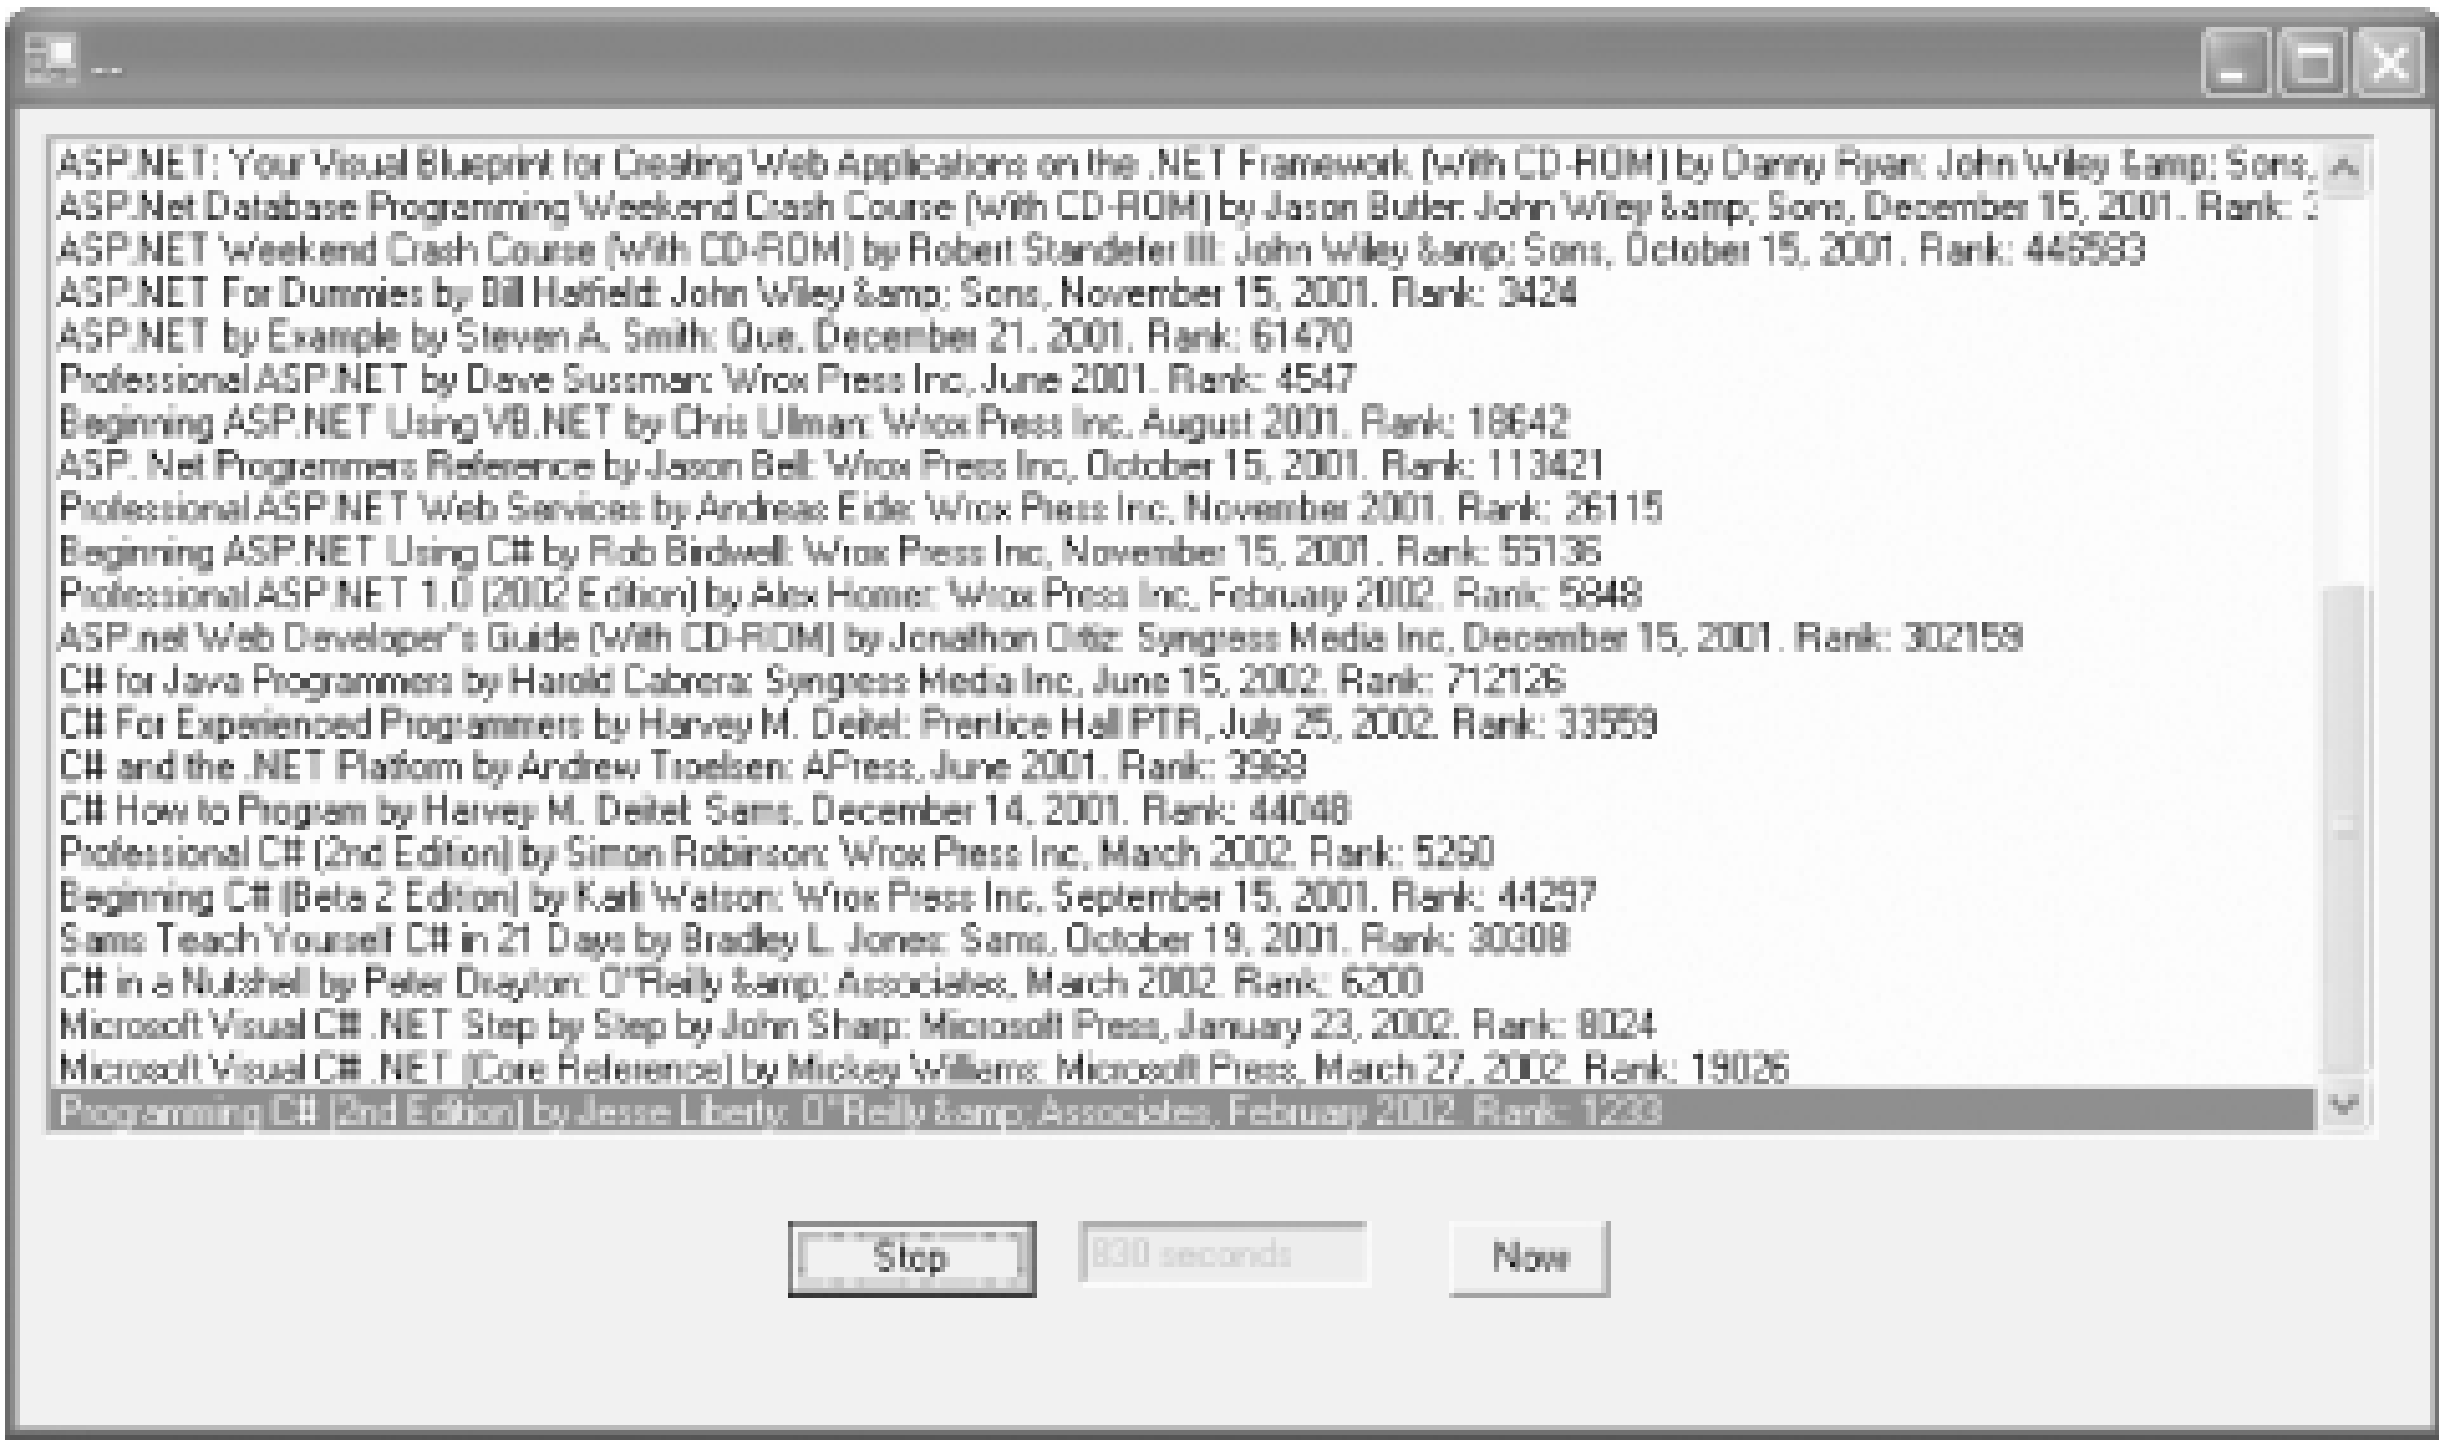 ...
ASP.NET: Your Visual Blueprint for Creating Web Applications on the .NET Framework (With CD-ROM) by Danny Ryan: John Wiley &amp; Sons,
ASP.Net Database Programming Weekend Crash Course (With CD-ROM) by Jason Butler: John Wiley &amp; Sons, December 15, 2001. Rank:
ASP.NET Weekend Crash Course (With CD-ROM) by Robert Standefer III: John Wiley &amp; Sons, October 15, 2001. Rank: 446583
ASP.NET For Dummies by Bill Hatfield: John Wiley &amp; Sons, November 15, 2001. Rank: 3424
ASP.NET by Example by Steven A. Smith: Que, December 21, 2001. Rank: 61470
Professional ASP.NET by Dave Sussman: Wrox Press Inc, June 2001. Rank: 4547
Beginning ASP.NET Using VB.NET by Chris Ullman: Wrox Press Inc, August 2001. Rank: 18642
ASP. Net Programmers Reference by Jason Bell: Wrox Press Inc, October 15, 2001. Rank: 113421
Professional ASP.NET Web Services by Andreas Eide: Wrox Press Inc, November 2001. Rank: 26115
Beginning ASP.NET Using C# by Rob Birdwell: Wrox Press Inc, November 15, 2001. Rank: 55136
Professional ASP.NET 1.0 (2002 Edition) by Alex Homer: Wrox Press Inc, February 2002. Rank: 5848
ASP.net Web Developer''s Guide (With CD-ROM) by Jonathon Ortiz: Syngress Media Inc, December 15, 2001. Rank: 302159
C# for Java Programmers by Harold Cabrera: Syngress Media Inc, June 15, 2002. Rank: 712126
C# For Experienced Programmers by Harvey M. Deitel: Prentice Hall PTR, July 25, 2002. Rank: 33559
C# and the .NET Platform by Andrew Troelsen: APress, June 2001. Rank: 3969
C# How to Program by Harvey M. Deitel: Sams, December 14, 2001. Rank: 44048
Professional C# (2nd Edition) by Simon Robinson: Wrox Press Inc, March 2002. Rank: 5260
Beginning C# (Beta 2 Edition) by Karli Watson: Wrox Press Inc, September 15, 2001. Rank: 44297
Sams Teach Yourself C# in 21 Days by Bradley L. Jones: Sams, October 19, 2001. Rank: 30308
C# in a Nutshell by Peter Drayton: O''Reilly &amp; Associates, March 2002. Rank: 6200
Microsoft Visual C# .NET Step by Step by John Sharp: Microsoft Press, January 23, 2002. Rank: 8024
Microsoft Visual C# .NET (Core Reference) by Mickey Williams: Microsoft Press, March 27, 2002. Rank: 19026
Programming C# (2nd Edition) by Jesse Liberty: O''Reilly &amp; Associates, February 2002. Rank: 1233
Stop 830 seconds Now